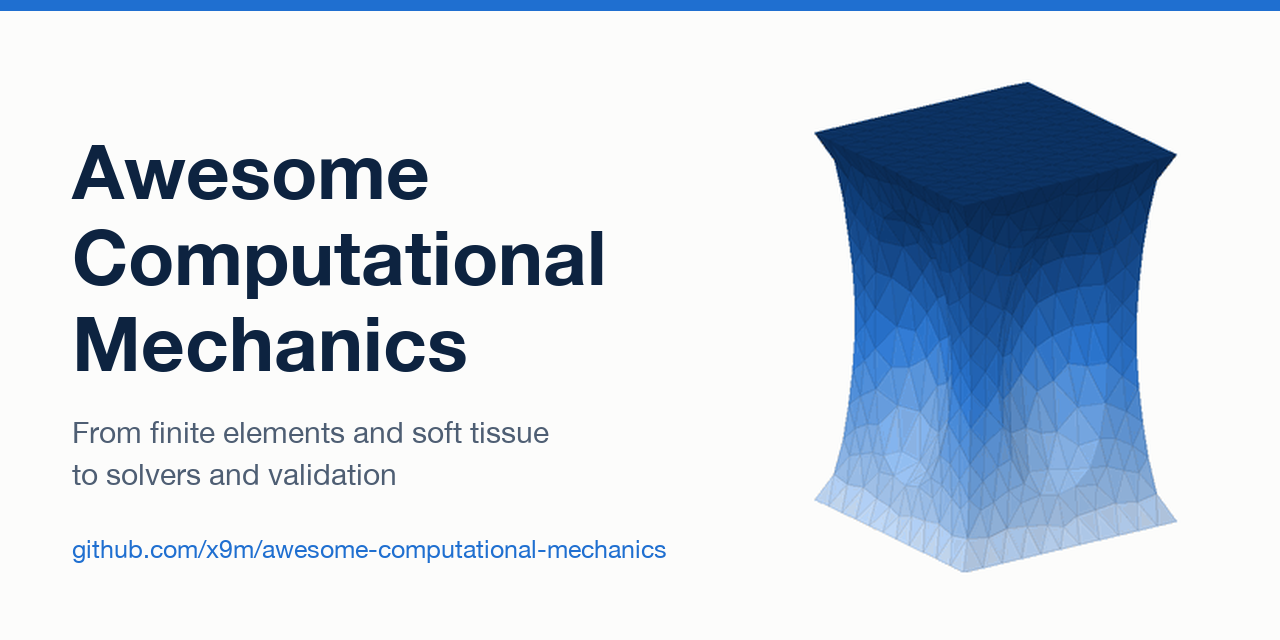 Awesome
Computational
Mechanics
From finite elements and soft tissue
to solvers and validation
github.com/x9m/awesome-computational-mechanics